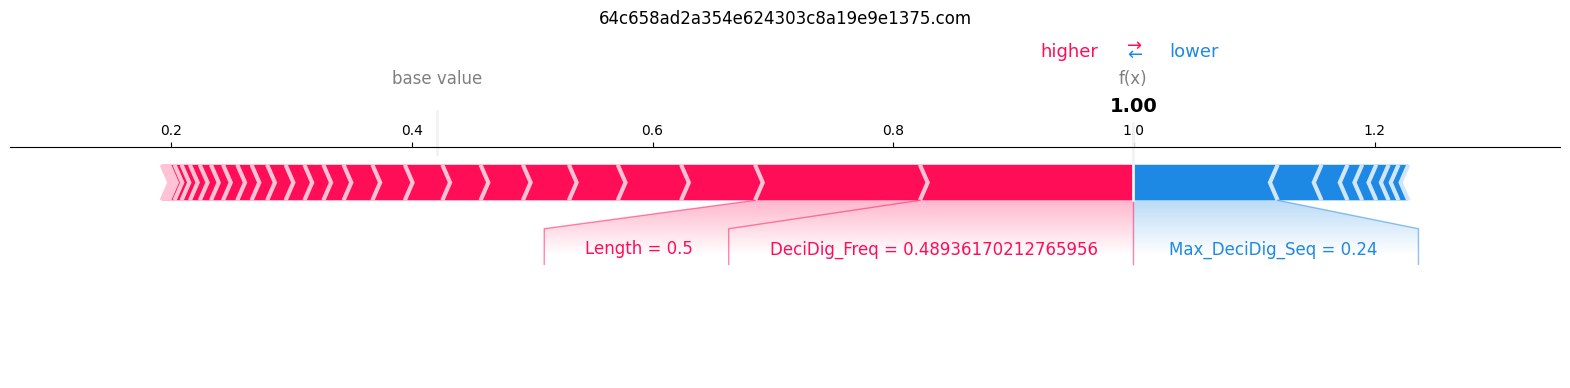 64c658ad2a354e624303c8a19e9e1375.com
higher ⇄ lower
base value f(x)
1.00
0.2 0.4 0.6 0.8 1.0 1.2
Length = 0.5 DeciDig_Freq = 0.48936170212765956 Max_DeciDig_Seq = 0.24